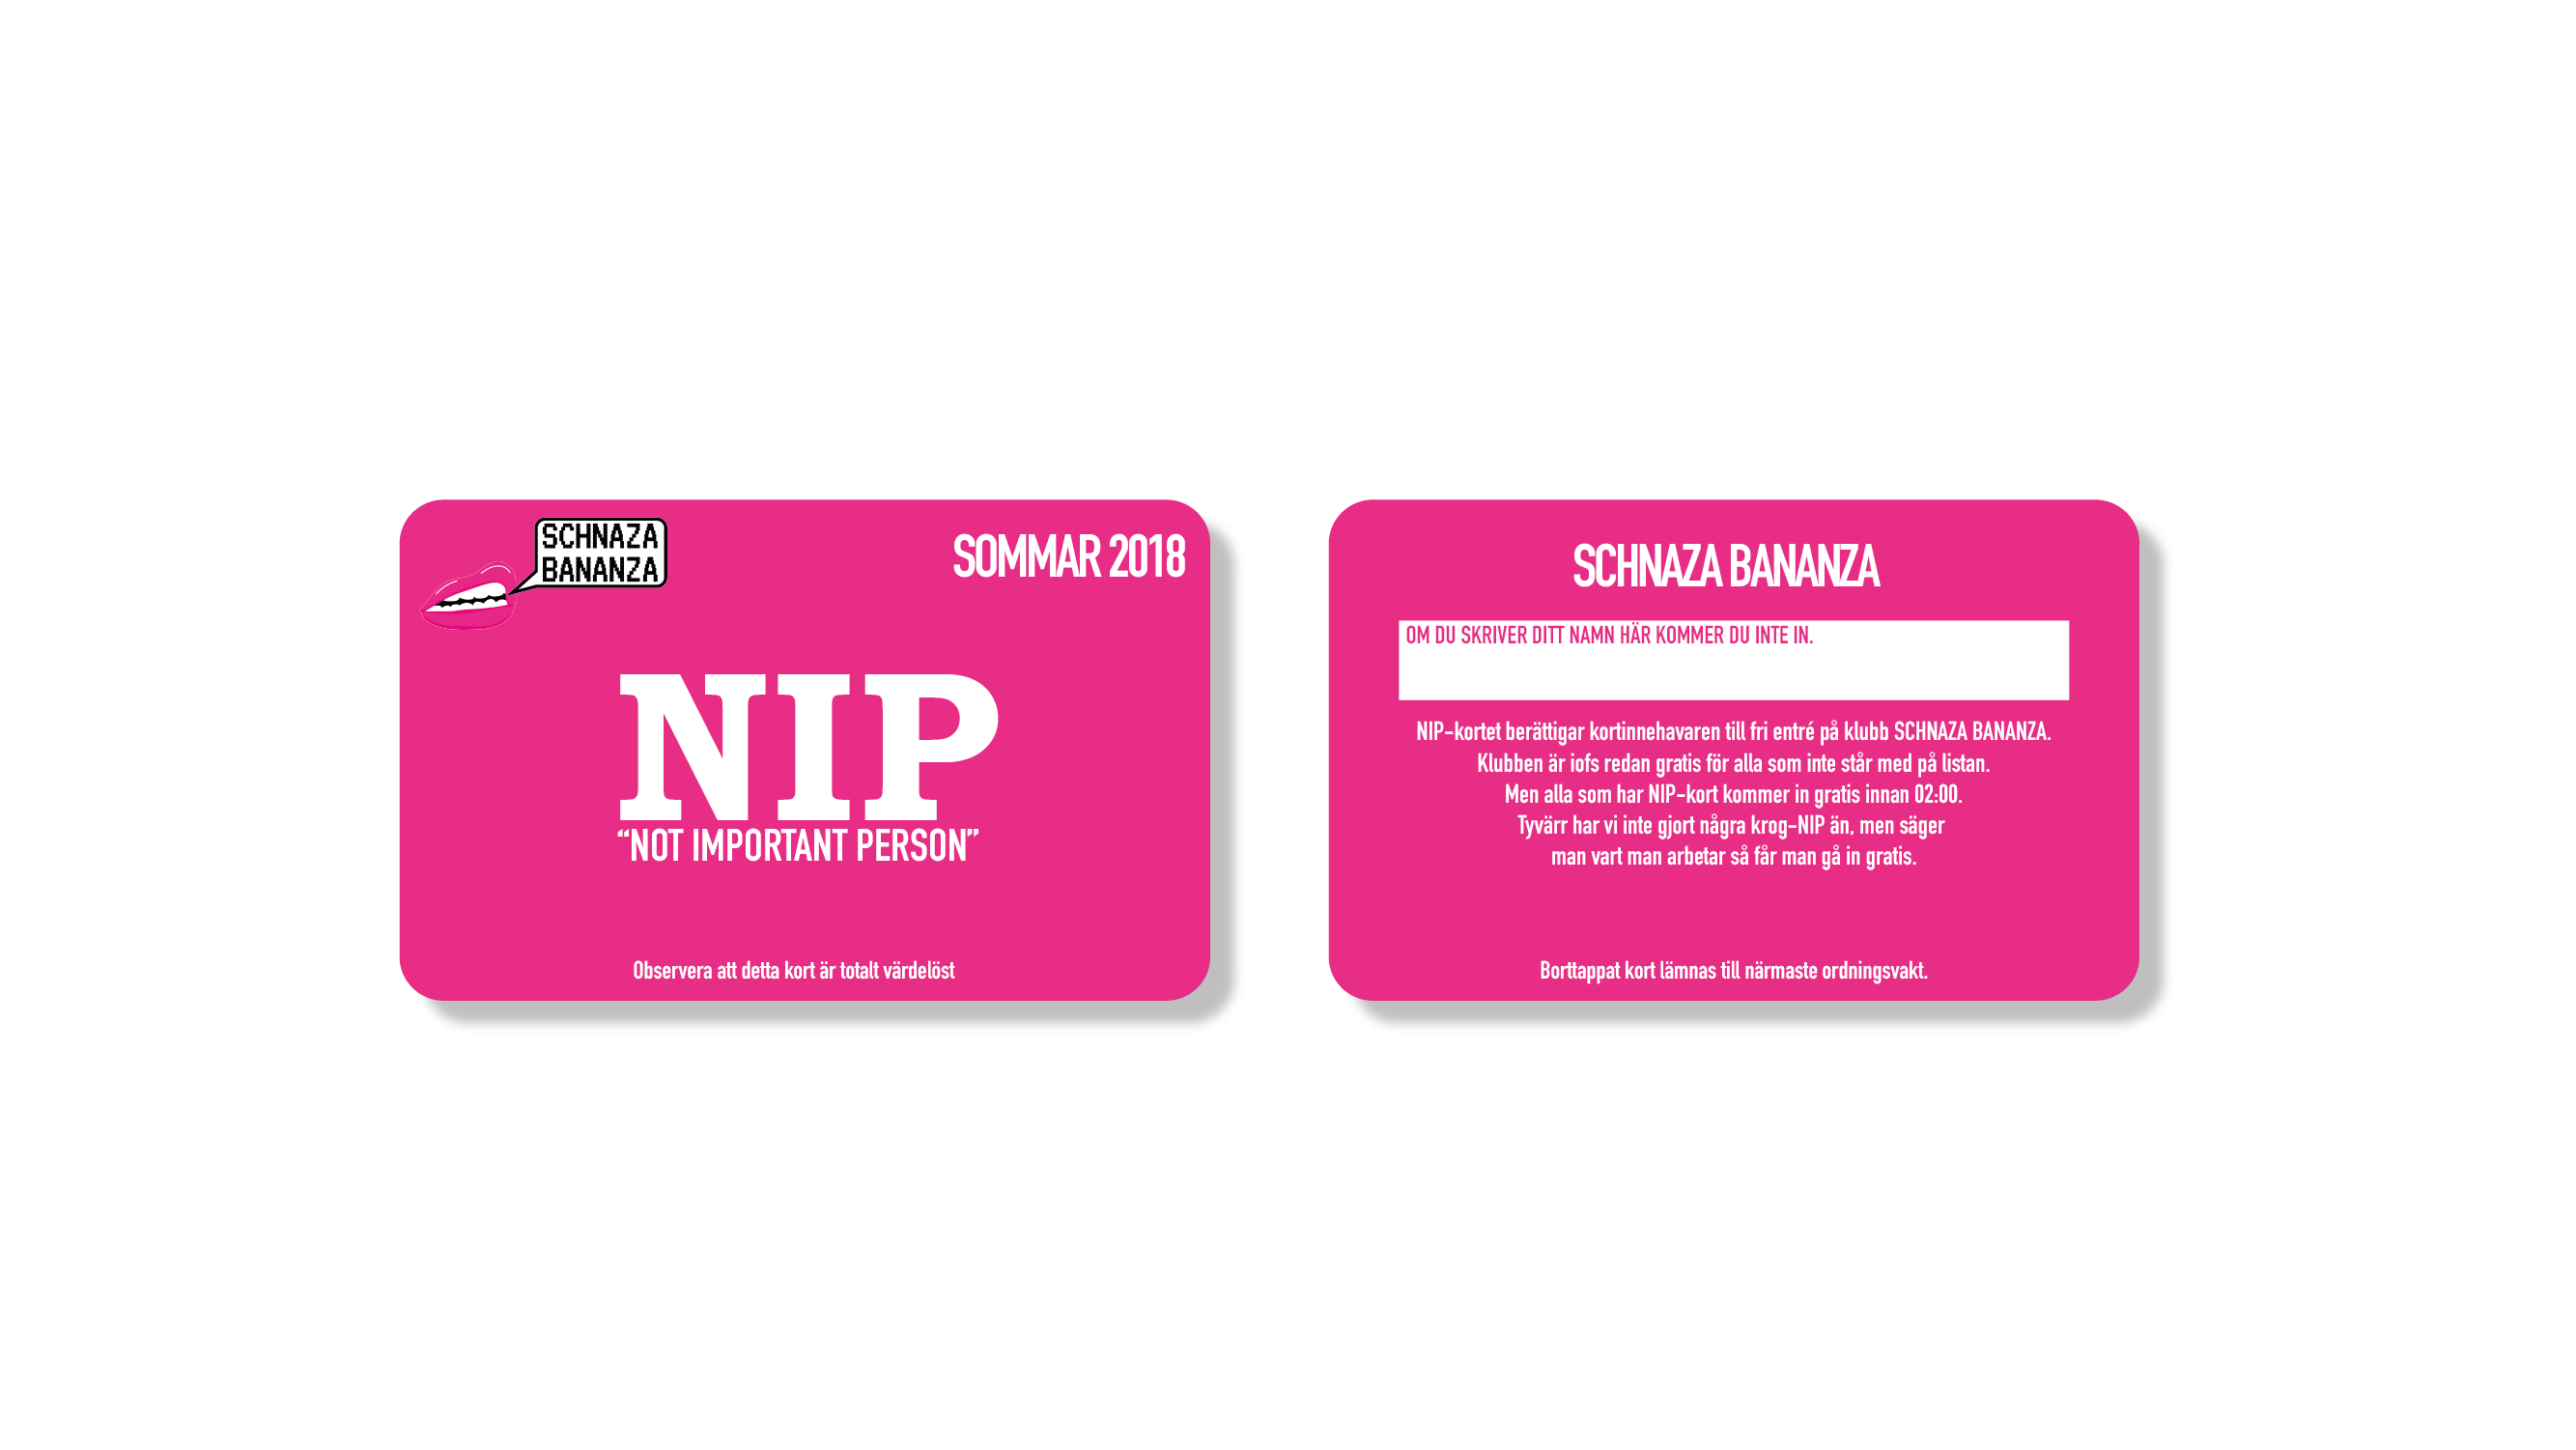 SCHNAZA
BANANZA
SOMMAR 2018
NIP
“NOT IMPORTANT PERSON”
Observera att detta kort är totalt värdelöst
SCHNAZA BANANZA
OM DU SKRIVER DITT NAMN HÄR KOMMER DU INTE IN.
NIP-kortet berättigar kortinnehavaren till fri entré på klubb SCHNAZA BANANZA.
Klubben är iofs redan gratis för alla som inte står med på listan.
Men alla som har NIP-kort kommer in gratis innan 02:00.
Tyvärr har vi inte gjort några krog-NIP än, men säger
man vart man arbetar så får man gå in gratis.
Borttappat kort lämnas till närmaste ordningsvakt.